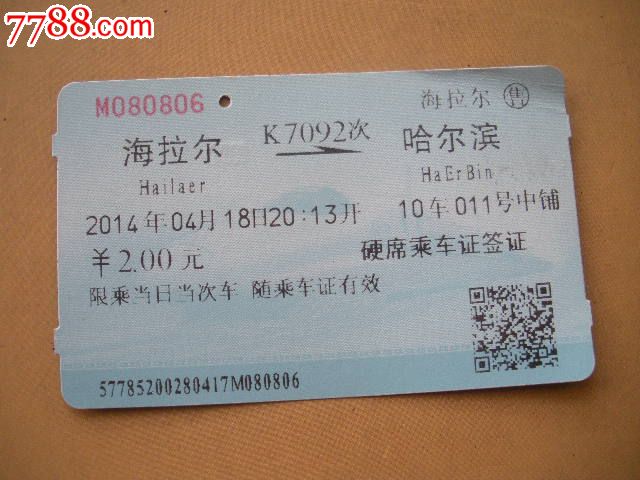 7788.com
M080806
海拉尔 售
海拉尔 K7092次 哈尔滨
Hailaer HaErBin
2014年04月18日20:13开 10车011号中铺
￥2.00元 硬席乘车证签证
限乘当日当次车 随乘车证有效
57785200280417M080806